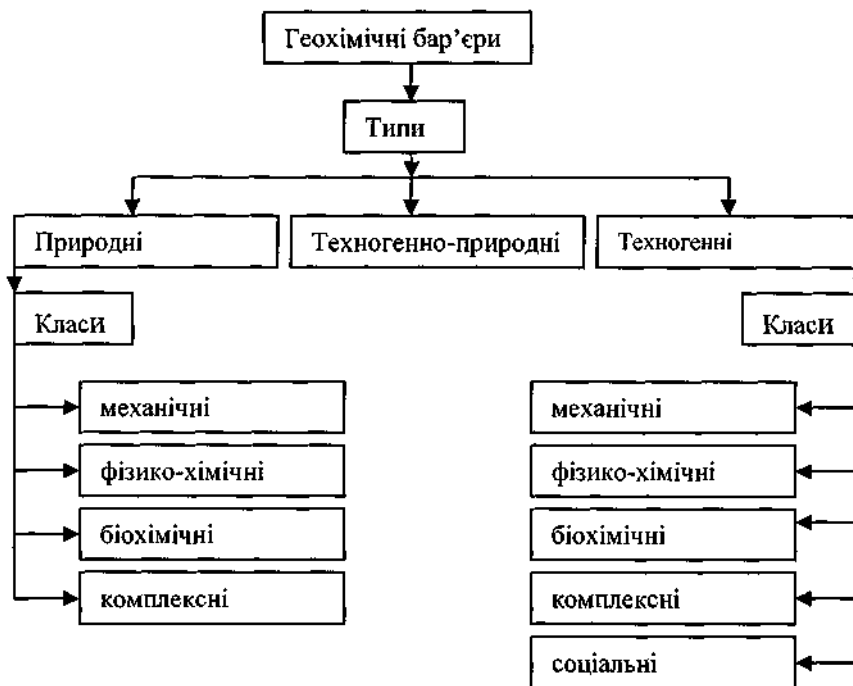 Геохімічні бар’єри
Типи
Природні
Техногенно-природні
Техногенні
Класи
Класи
механічні
механічні
фізико-хімічні
фізико-хімічні
біохімічні
біохімічні
комплексні
комплексні
соціальні